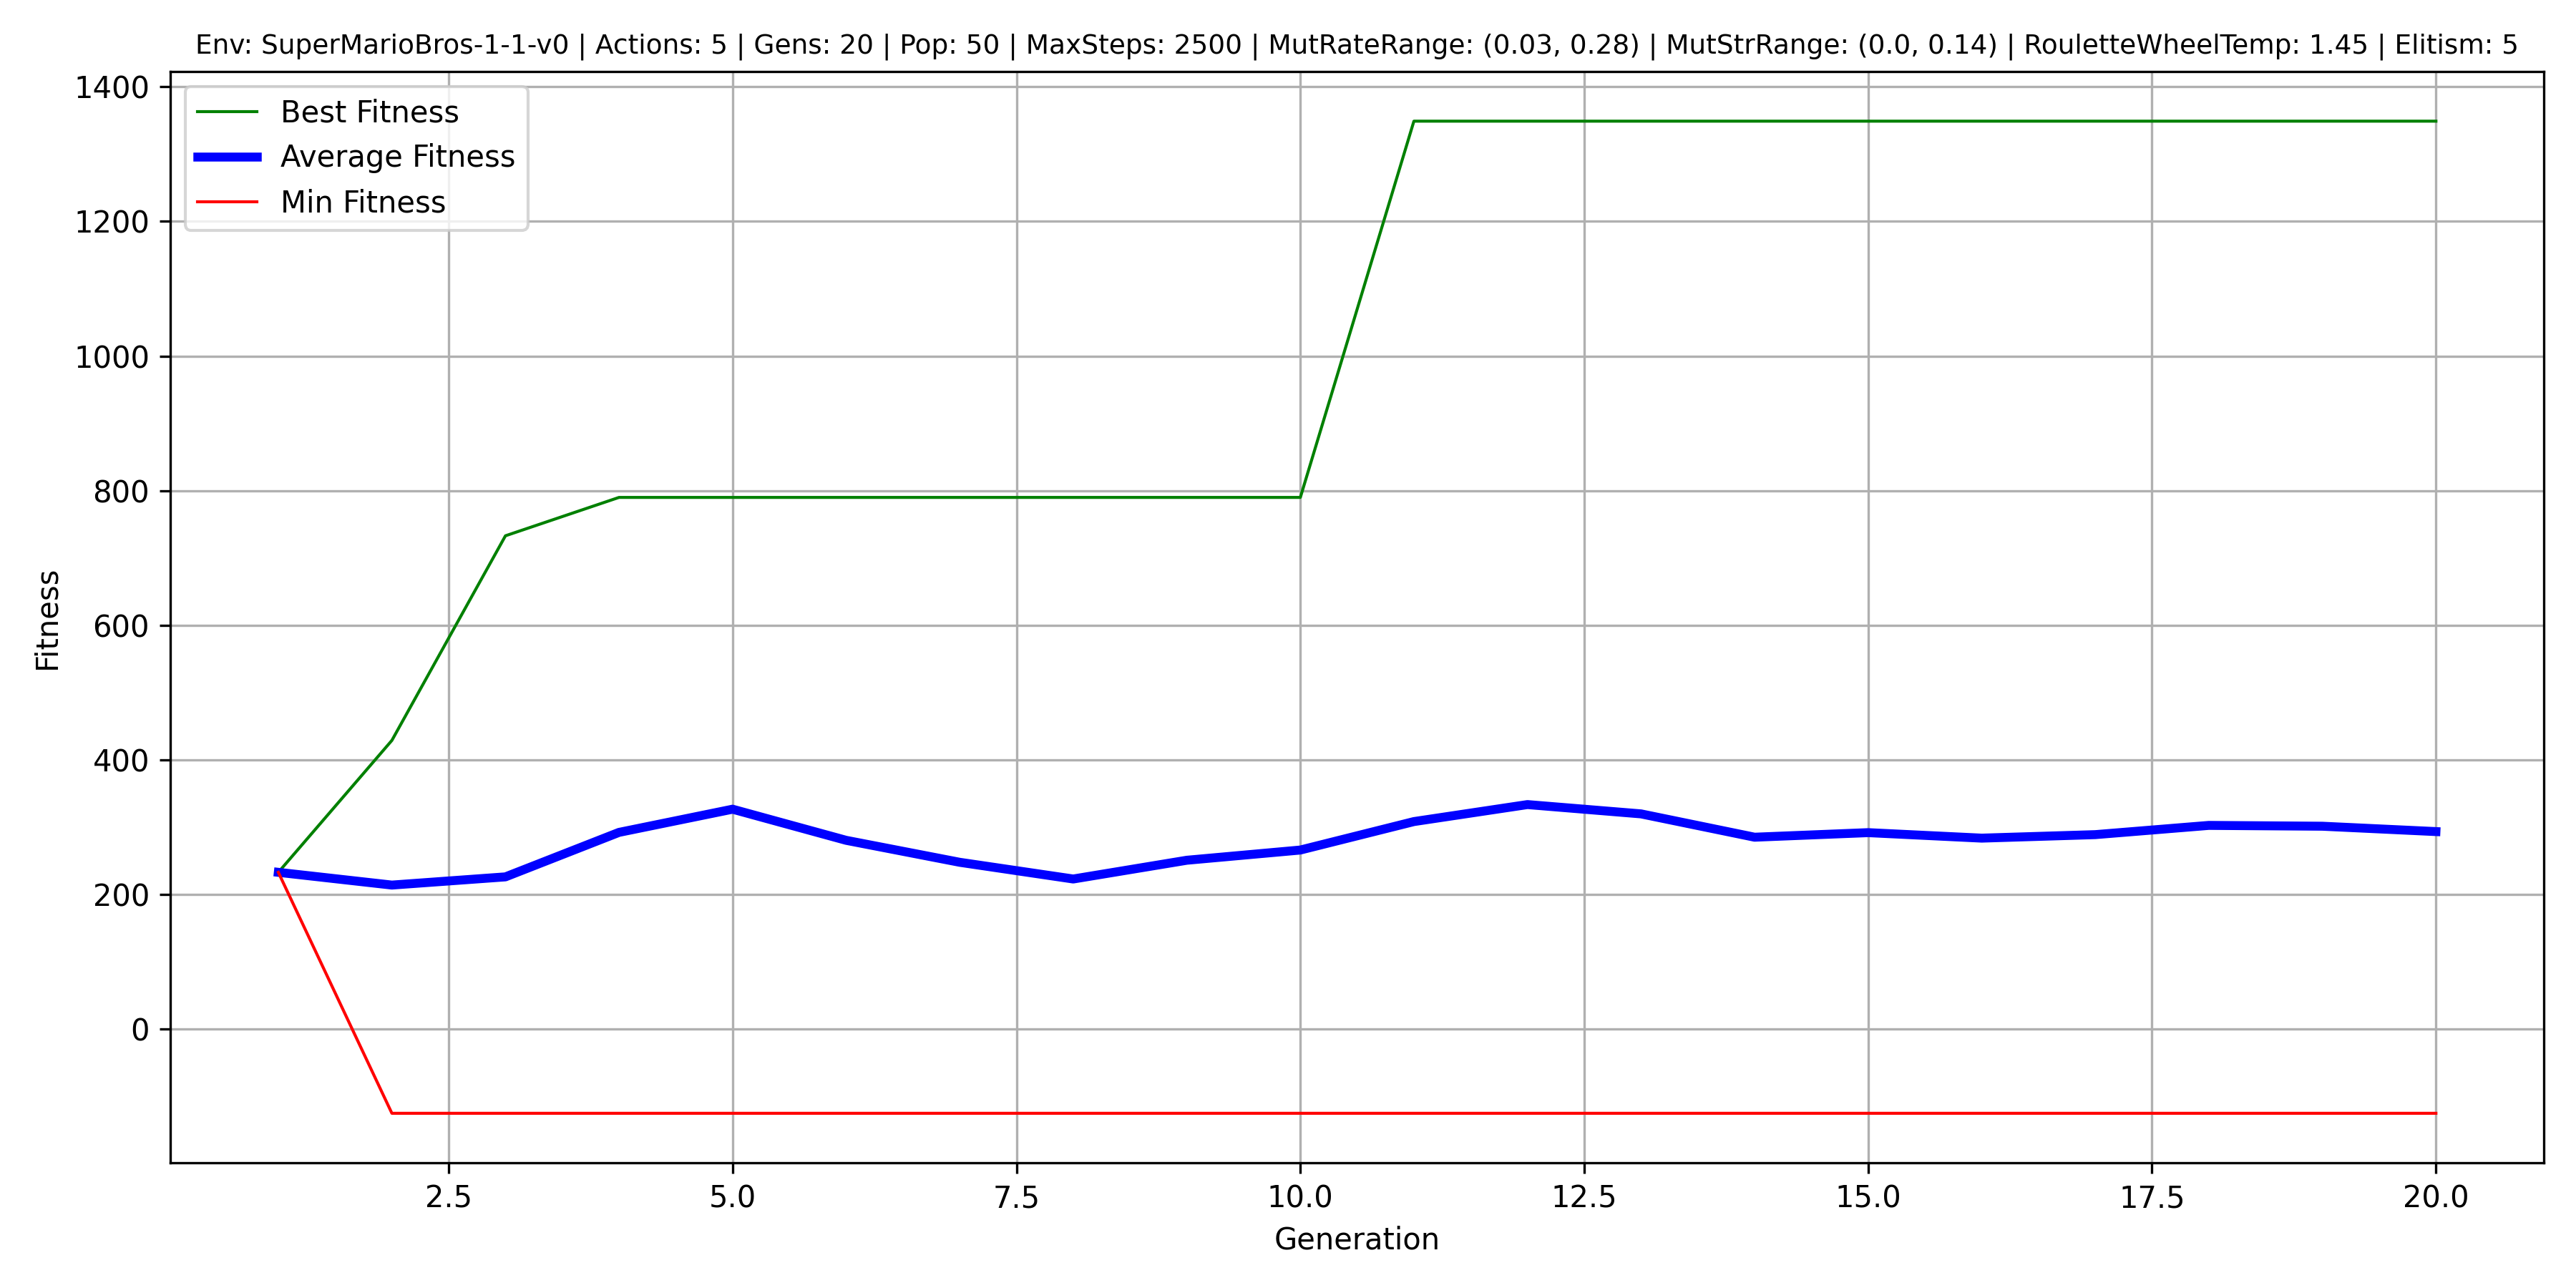 Env: SuperMarioBros-1-1-v0 | Actions: 5 | Gens: 20 | Pop: 50 | MaxSteps: 2500 | MutRateRange: (0.03, 0.28) | MutStrRange: (0.0, 0.14) | RouletteWheelTemp: 1.45 | Elitism: 5
Best Fitness
Average Fitness
Min Fitness
1400
1200
1000
800
600
400
200
0
Fitness
2.5 5.0 7.5 10.0 12.5 15.0 17.5 20.0
Generation